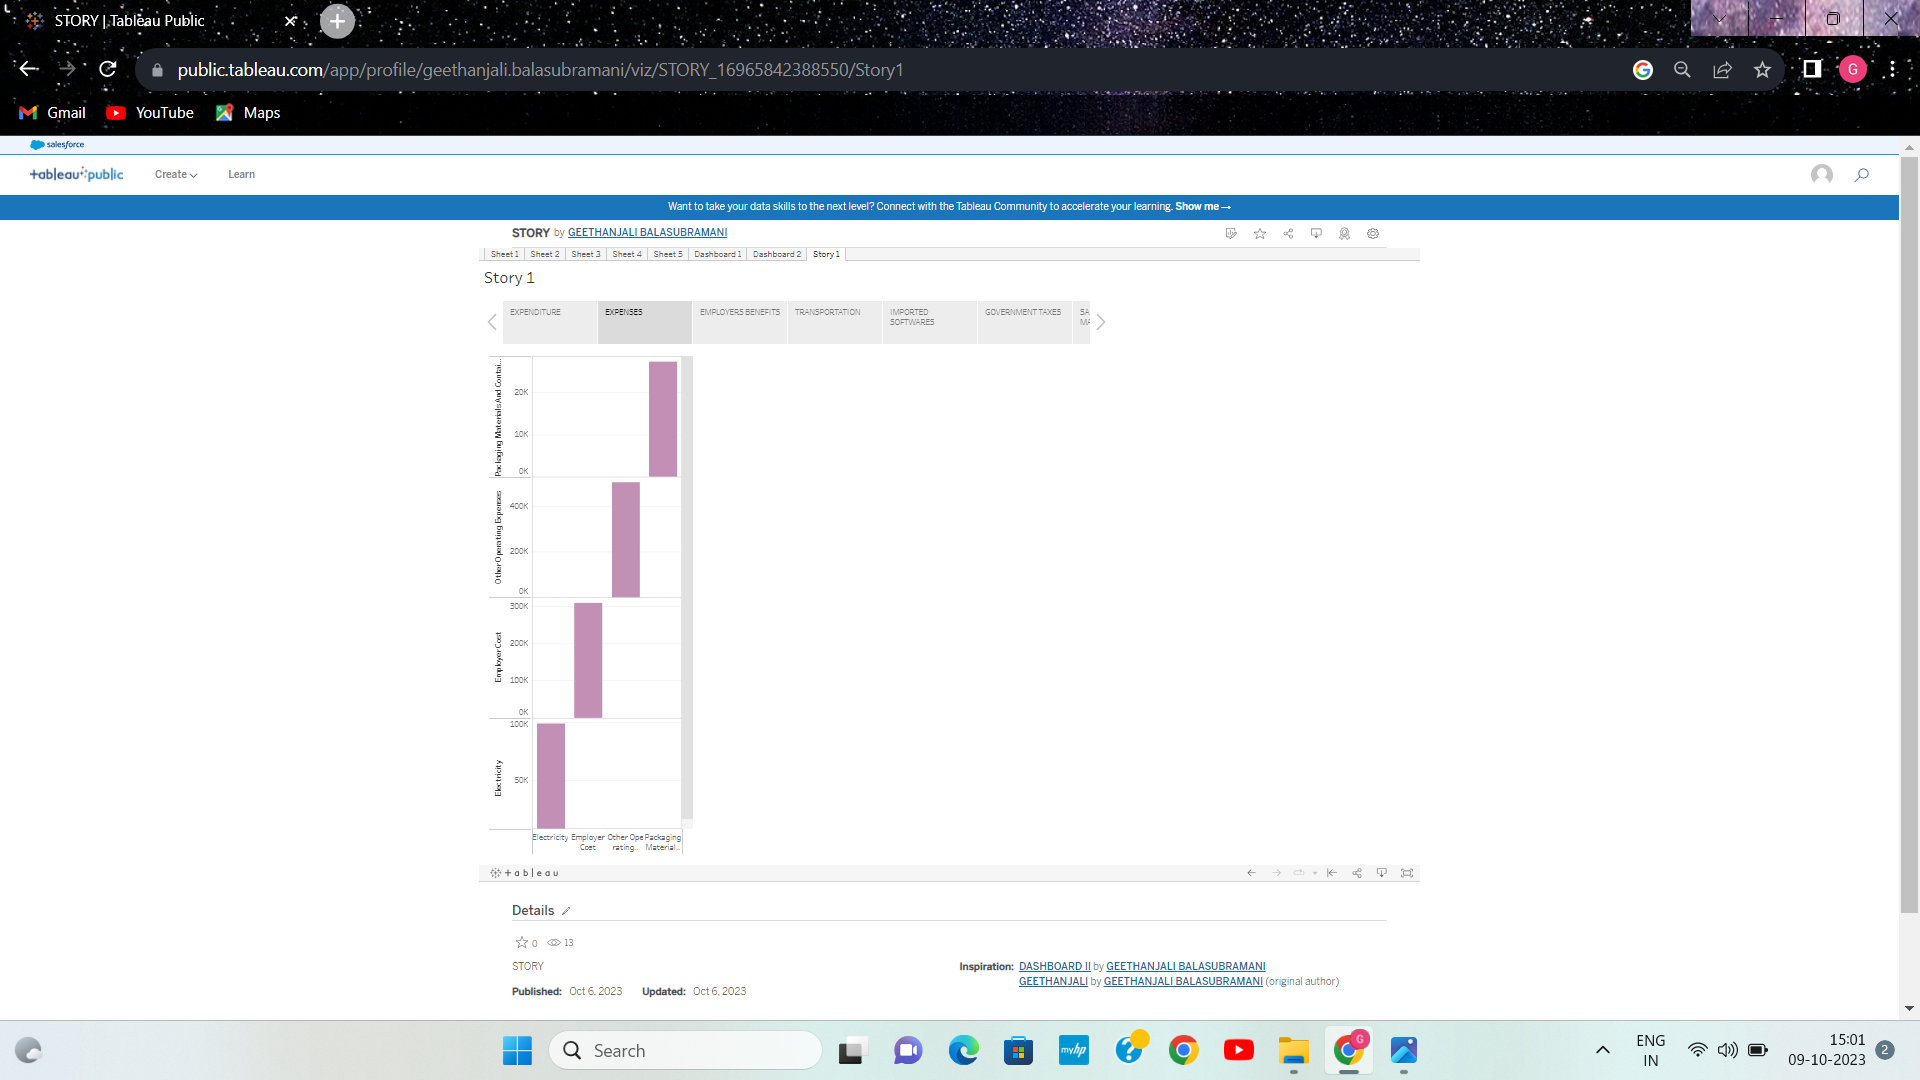 STORY | Tableau Public
public.tableau.com/app/profile/geethanjali.balasubramani/viz/STORY_16965842388550/Story1
G
Gmail
YouTube
Maps
salesforce
+ableau public
Create
Learn
Want to take your data skills to the next level? Connect with the Tableau Community to accelerate your learning. Show me→
STORY by GEETHANJALI BALASUBRAMANI
Sheet 1 Sheet 2 Sheet 3 Sheet 4 Sheet 5 Dashboard 1 Dashboard 2 Story 1
Story 1
EXPENDITURE
EXPENSES
EMPLOYERS BENEFITS
TRANSPORTATION
IMPORTED
SOFTWARES
GOVERNMENT TAXES
SA
MA
Packaging Materials And Contai...
20K
10K
0K
Other Operating Expenses
400K
200K
0K
Employer Cost
300K
200K
100K
0K
Electricity
100K
50K
Electricity
Employer
Cost
Other Ope
rating..
Packaging
Material..
+ableau
Details
0
13
STORY
Published: Oct 6, 2023 Updated: Oct 6, 2023
Inspiration: DASHBOARD II by GEETHANJALI BALASUBRAMANI
GEETHANJALI by GEETHANJALI BALASUBRAMANI (original author)
Search
myhp
G
ENG
IN
15:01
09-10-2023
2